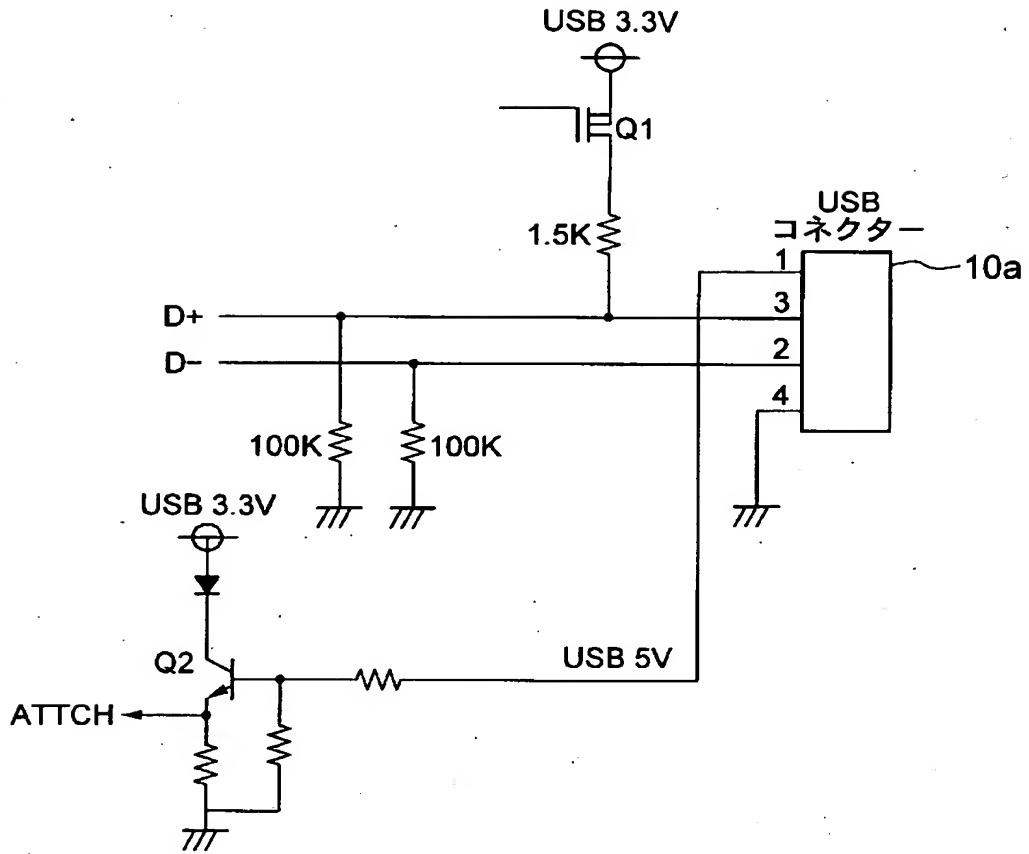 USB 3.3V
Q1
1.5K
USB
コネクター
1
10a
3
D+
2
D-
4
100K
100K
USB 3.3V
Q2
USB 5V
ATTCH